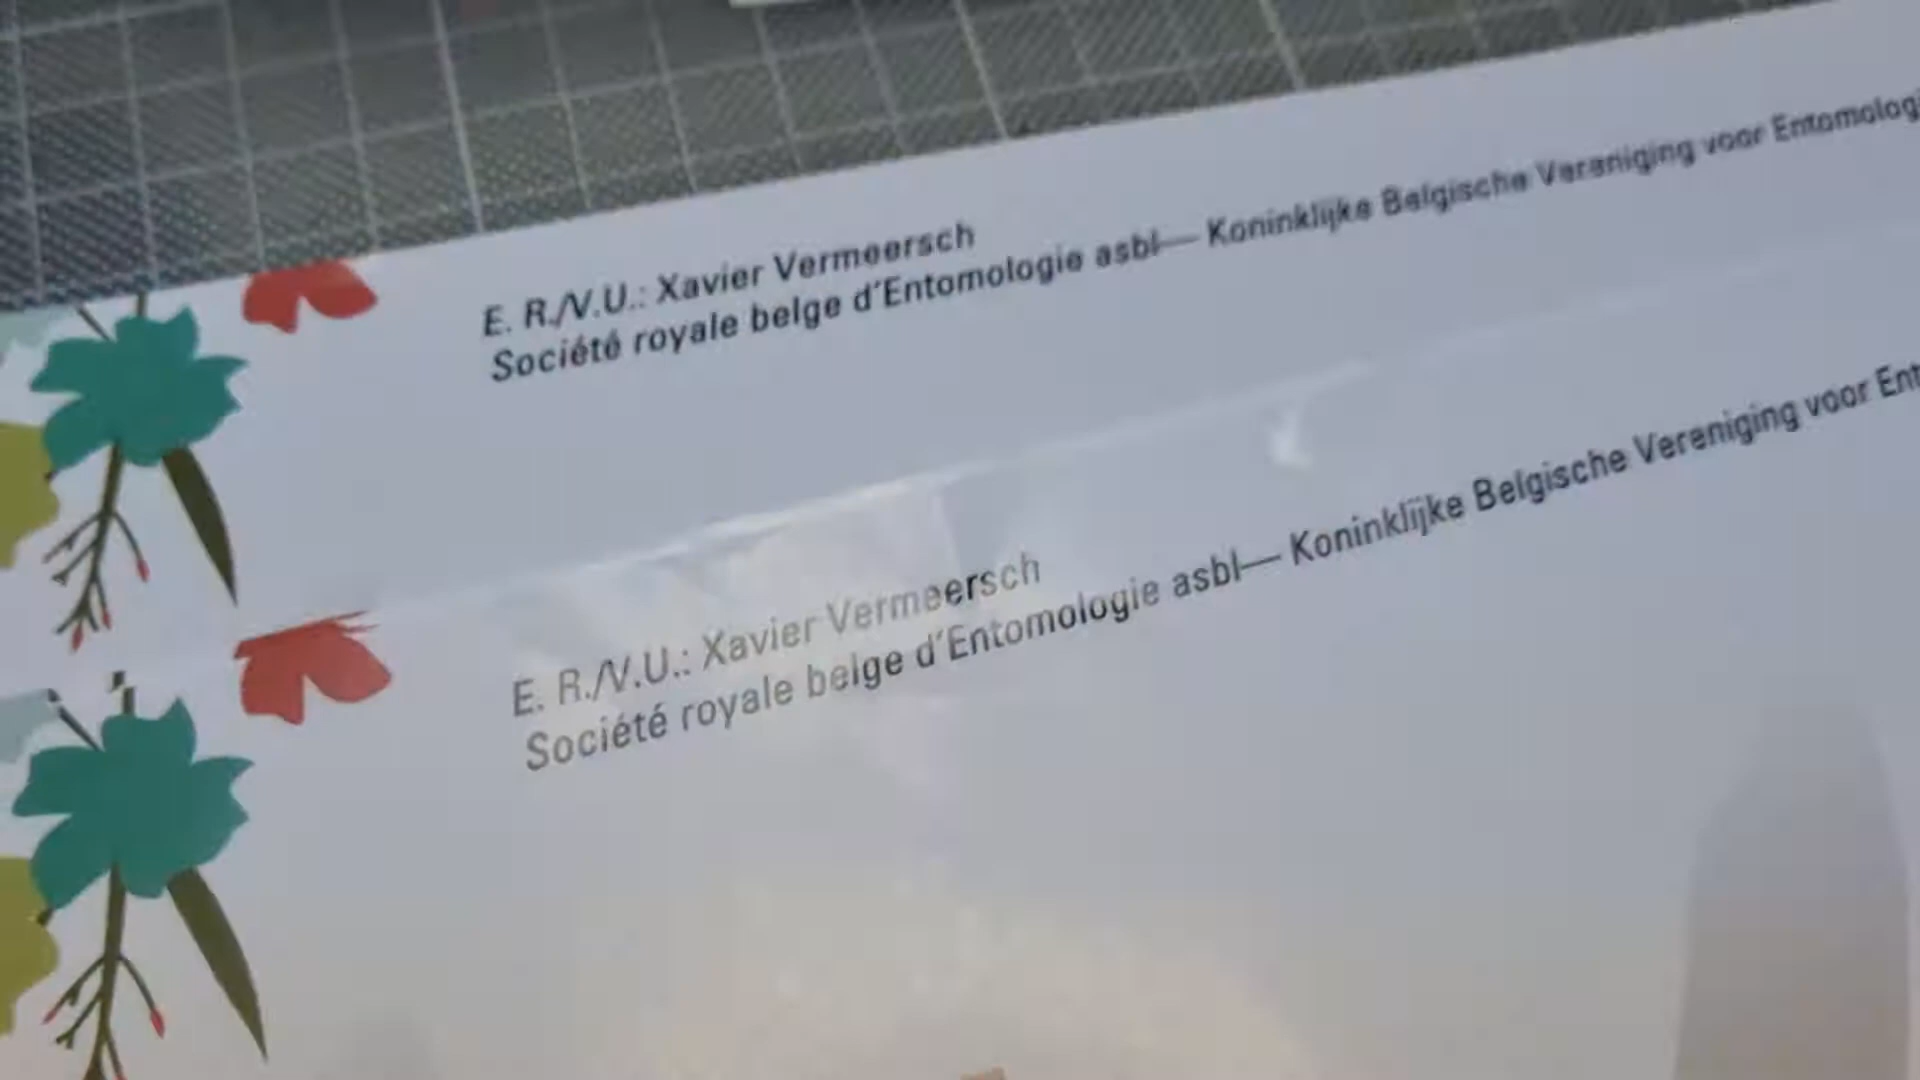 E. R./V.U.: Xavier Vermeersch
Société royale belge d'Entomologie asbl— Koninklijke Belgische Vereniging voor Entomologi
E. R./V.U.: Xavier Vermeersch
Société royale belge d'Entomologie asbl— Koninklijke Belgische Vereniging voor Ent